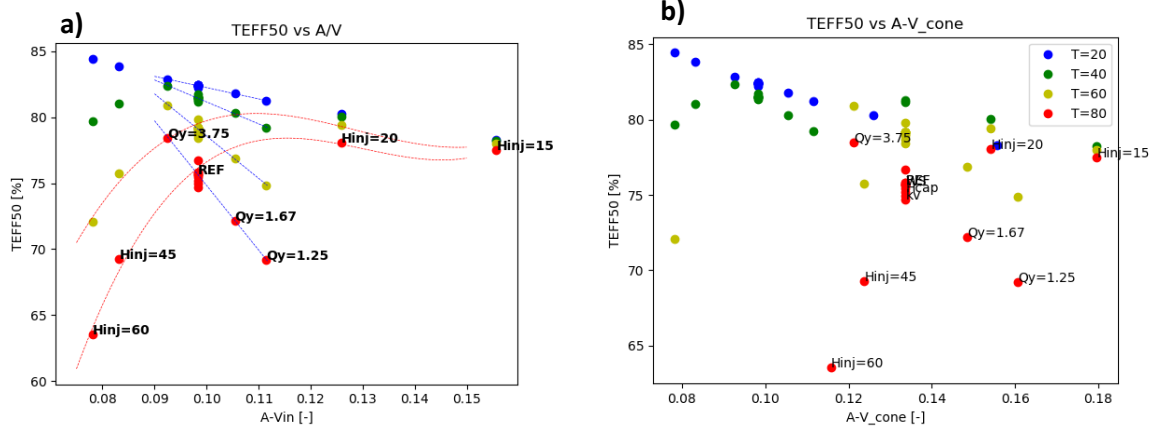 a)
TEFF50 vs A/V
TEFF50 [%]
85
80
75
70
65
60
Qy=3.75
REF
Hinj=45
Hinj=60
Qy=1.67
Qy=1.25
Hinj=20
Hinj=15
0.08 0.09 0.10 0.11 0.12 0.13 0.14 0.15
A-Vin [-]
b)
TEFF50 vs A-V_cone
TEFF50 [%]
85
80
75
70
65
T=20
T=40
T=60
T=80
Qy=3.75
Hinj=20
Hinj=15
REF
kv
Qy=1.67
Hinj=45
Qy=1.25
Hinj=60
0.08 0.10 0.12 0.14 0.16 0.18
A-V_cone [-]